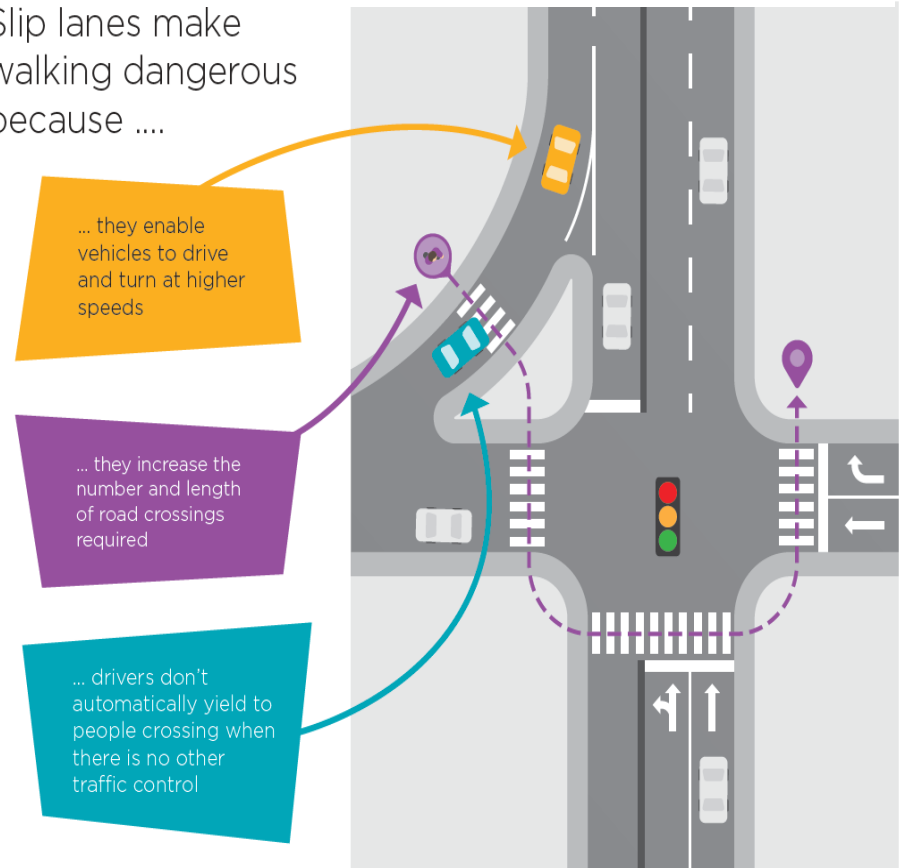 Slip lanes make
walking dangerous
because ....
... they enable
vehicles to drive
and turn at higher
speeds
... they increase the
number and length
of road crossings
required
... drivers don't
automatically yield to
people crossing when
there is no other
traffic control